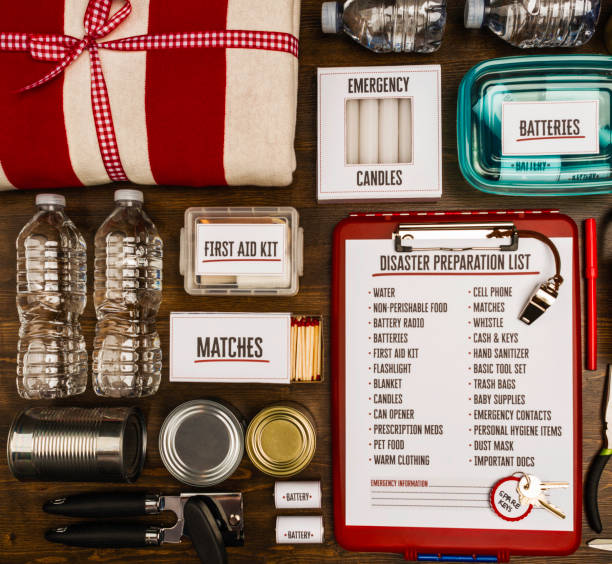 EMERGENCY
CANDLES
BATTERIES
BATTERY
FIRST AID KIT
MATCHES
BATTERY
BATTERY
DISASTER PREPARATION LIST
· WATER
· NON-PERISHABLE FOOD
· BATTERY RADIO
· BATTERIES
· FIRST AID KIT
· FLASHLIGHT
· BLANKET
· CANDLES
· CAN OPENER
· PRESCRIPTION MEDS
· PET FOOD
· WARM CLOTHING
· CELL PHONE
· MATCHES
· WHISTLE
· CASH & KEYS
· HAND SANITIZER
· BASIC TOOL SET
· TRASH BAGS
· BABY SUPPLIES
· EMERGENCY CONTACTS
· PERSONAL HYGIENE ITEMS
· DUST MASK
· IMPORTANT DOCS
EMERGENCY INFORMATION
SPARE
KEYS